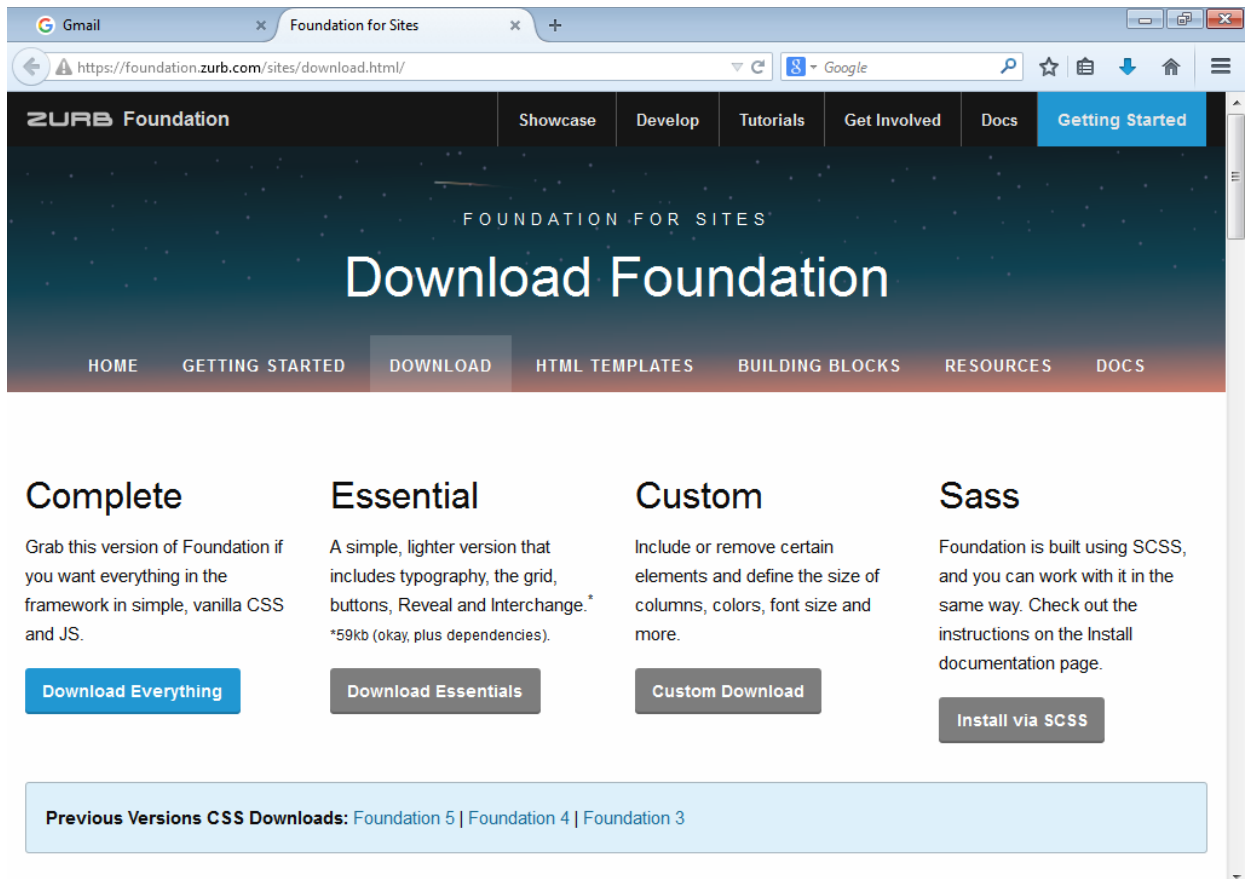 Gmail
Foundation for Sites
https://foundation.zurb.com/sites/download.html/
8
Google
ZURB Foundation
Showcase
Develop
Tutorials
Get Involved
Docs
Getting Started
FOUNDATION FOR SITES
Download Foundation
HOME
GETTING STARTED
DOWNLOAD
HTML TEMPLATES
BUILDING BLOCKS
RESOURCES
DOCS
Complete
Grab this version of Foundation if
you want everything in the
framework in simple, vanilla CSS
and JS.
Download Everything
Essential
A simple, lighter version that
includes typography, the grid,
buttons, Reveal and Interchange.*
*59kb (okay, plus dependencies).
Download Essentials
Custom
Include or remove certain
elements and define the size of
columns, colors, font size and
more.
Custom Download
Sass
Foundation is built using SCSS,
and you can work with it in the
same way. Check out the
instructions on the Install
documentation page.
Install via SCSS
Previous Versions CSS Downloads: Foundation 5 | Foundation 4 | Foundation 3